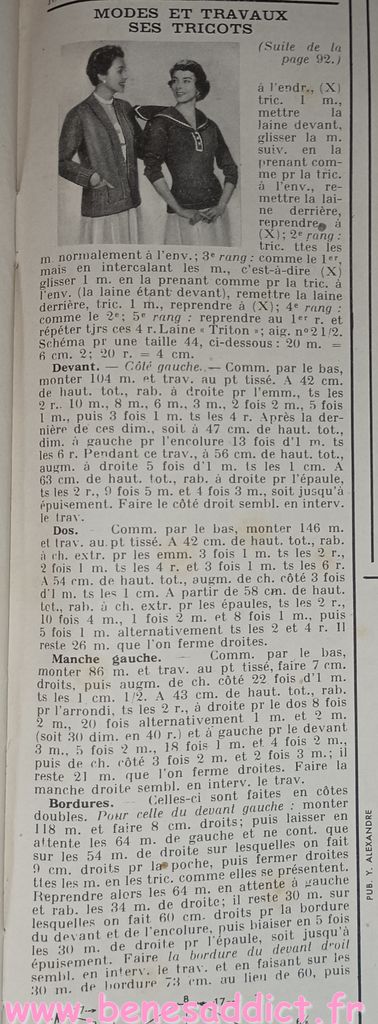 MODES ET TRAVAUX
SES TRICOTS
(Suite de la
page 92.)
à l'endr., (X)
tric. 1 m.,
mettre la
laine devant,
glisser la m.
suiv. en la
prenant com-
me pr la tric.
à l'env., re-
mettre la lai-
ne derrière,
reprendre à
(X); 2e rang :
tric. ttes les
m. normalement à l'env.; 3e rang : comme le 1er,
mais en intercalant les m., c'est-à-dire (X)
glisser 1 m. en la prenant comme pr la tric. à
l'env. (la laine étant devant), remettre la laine
derrière, tric. 1 m., reprendre à (X); 4e rang :
comme le 2e; 5e rang : reprendre au 1er r. et
répéter tjrs ces 4 r. Laine « Triton »; aig. no 2 1/2.
Schéma pr une taille 44, ci-dessous : 20 m. =
6 cm. 2; 20 r. = 4 cm.
Devant. — Côté gauche. — Comm. par le bas,
monter 104 m. et trav. au pt tissé. A 42 cm.
de haut. tot., rab. à droite pr l'emm., ts les
2 r., 10 m., 8 m., 6 m., 3 m., 2 fois 2 m., 5 fois
1 m., puis 3 fois 1 m. ts les 4 r. Après la der-
nière de ces dim., soit à 47 cm. de haut. tot.,
dim. à gauche pr l'encolure 13 fois d'1 m. ts
les 6 r. Pendant ce trav., à 56 cm. de haut. tot.,
augm. à droite 5 fois d'1 m. ts les 1 cm. A
63 cm. de haut. tot., rab. à droite pr l'épaule,
ts les 2 r., 9 fois 5 m. et 4 fois 3 m., soit jusqu'à
épuisement. Faire le côté droit sembl. en interv.
le trav.
Dos. — Comm. par le bas, monter 146 m.
et trav. au pt tissé. A 42 cm. de haut. tot., rab.
à ch. extr. pr les emm. 3 fois 1 m. ts les 2 r.,
2 fois 1 m. ts les 4 r. et 3 fois 1 m. ts les 6 r.
A 54 cm. de haut. tot., augm. de ch. côté 3 fois
d'1 m. ts les 1 cm. A partir de 58 cm. de haut.
tot., rab. à ch. extr. pr les épaules, ts les 2 r.,
10 fois 4 m., 1 fois 2 m. et 8 fois 1 m., puis
5 fois 1 m. alternativement ts les 2 et 4 r. Il
reste 26 m. que l'on ferme droites.
Manche gauche. — Comm. par le bas,
monter 86 m. et trav. au pt tissé, faire 7 cm.
droits, puis augm. de ch. côté 22 fois d'1 m.
ts les 1 cm. 1/2. A 43 cm. de haut. tot., rab.
pr l'arrondi, ts les 2 r., à droite pr le dos 8 fois
2 m., 20 fois alternativement 1 m. et 2 m.
(soit 30 dim. en 40 r.) et à gauche pr le devant
3 m., 5 fois 2 m., 18 fois 1 m. et 4 fois 2 m.,
puis de ch. côté 3 fois 2 m. et 2 fois 3 m.; il
reste 21 m. que l'on ferme droites. Faire la
manche droite sembl. en interv. le trav.
Bordures. — Celles-ci sont faites en côtes
doubles. Pour celle du devant gauche : monter
118 m. et faire 8 cm. droits; puis laisser en
attente les 64 m. de gauche et ne cont. que
sur les 54 m. de droite sur lesquelles on fait
9 cm. droits pr la poche, puis fermer droites
ttes les m. en les tric. comme elles se présentent.
Reprendre alors les 64 m. en attente à gauche
et rab. les 34 m. de droite; il reste 30 m. sur
lesquelles on fait 60 cm. droits pr la bordure
du devant et de l'encolure, puis biaiser en 5 fois
les 30 m. de droite pr l'épaule, soit jusqu'à
épuisement. Faire la bordure du devant droit
sembl. en interv. le trav. et en faisant sur les
30 m. de bordure 73 cm. au lieu de 60, puis
PUB. Y. ALEXANDRE
8 17
www.benesaddict.fr